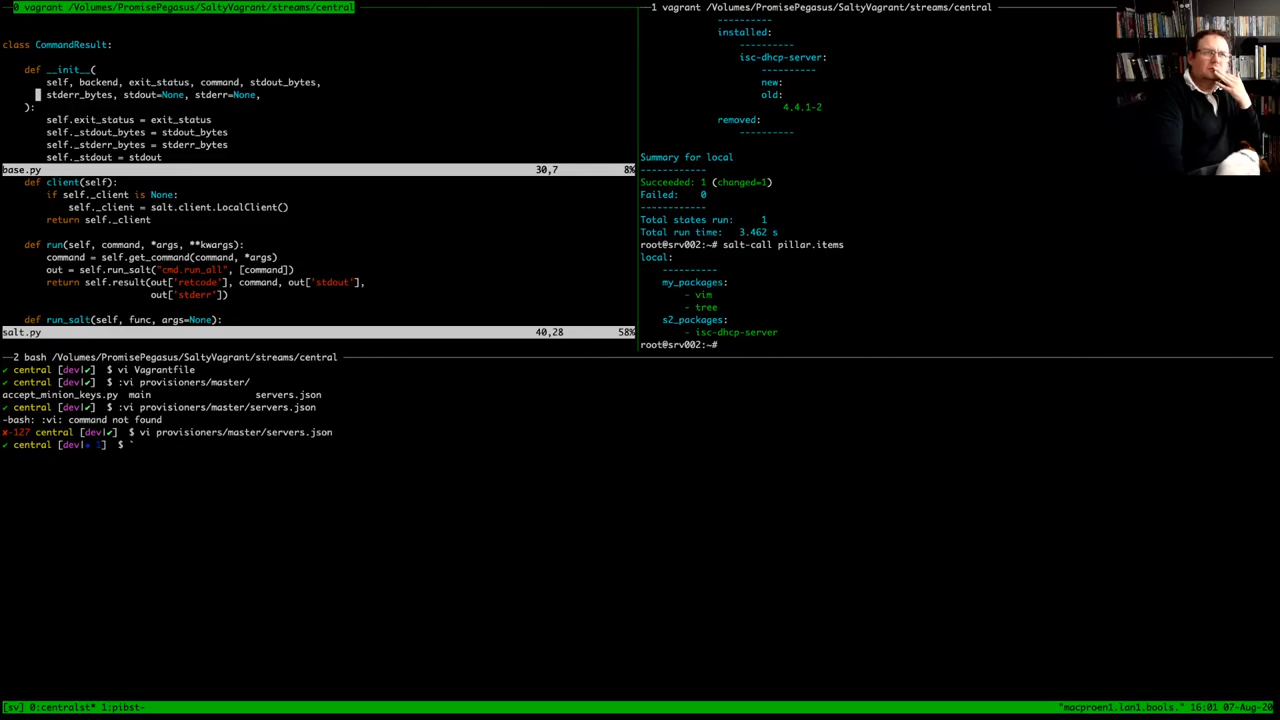 0 vagrant /Volumes/PromisePegasus/SaltyVagrant/streams/central
class CommandResult:
def __init__(
self, backend, exit_status, command, stdout_bytes,
stderr_bytes, stdout=None, stderr=None,
):
self.exit_status = exit_status
self._stdout_bytes = stdout_bytes
self._stderr_bytes = stderr_bytes
self._stdout = stdout
base.py 30,7 8%
def client(self):
if self._client is None:
self._client = salt.client.LocalClient()
return self._client
def run(self, command, *args, **kwargs):
command = self.get_command(command, *args)
out = self.run_salt("cmd.run_all", [command])
return self.result(out['retcode'], command, out['stdout'],
out['stderr'])
def run_salt(self, func, args=None):
salt.py 40,28 58%
1 vagrant /Volumes/PromisePegasus/SaltyVagrant/streams/central
----------
installed:
----------
isc-dhcp-server:
----------
new:
old:
4.4.1-2
removed:
----------
Summary for local
------------
Succeeded: 1 (changed=1)
Failed: 0
------------
Total states run: 1
Total run time: 3.462 s
root@srv002:~# salt-call pillar.items
local:
----------
my_packages:
- vim
- tree
s2_packages:
- isc-dhcp-server
root@srv002:~#
2 bash /Volumes/PromisePegasus/SaltyVagrant/streams/central
✔ central [dev|✔] $ vi Vagrantfile
✔ central [dev|✔] $ :vi provisioners/master/
accept_minion_keys.py main servers.json
✔ central [dev|✔] $ :vi provisioners/master/servers.json
-bash: :vi: command not found
✘-127 central [dev|✔] $ vi provisioners/master/servers.json
✔ central [dev|✚ 1] $ `
[sv] 0:centralst* 1:pibst- "macproen1.lan1.bools." 16:01 07-Aug-20